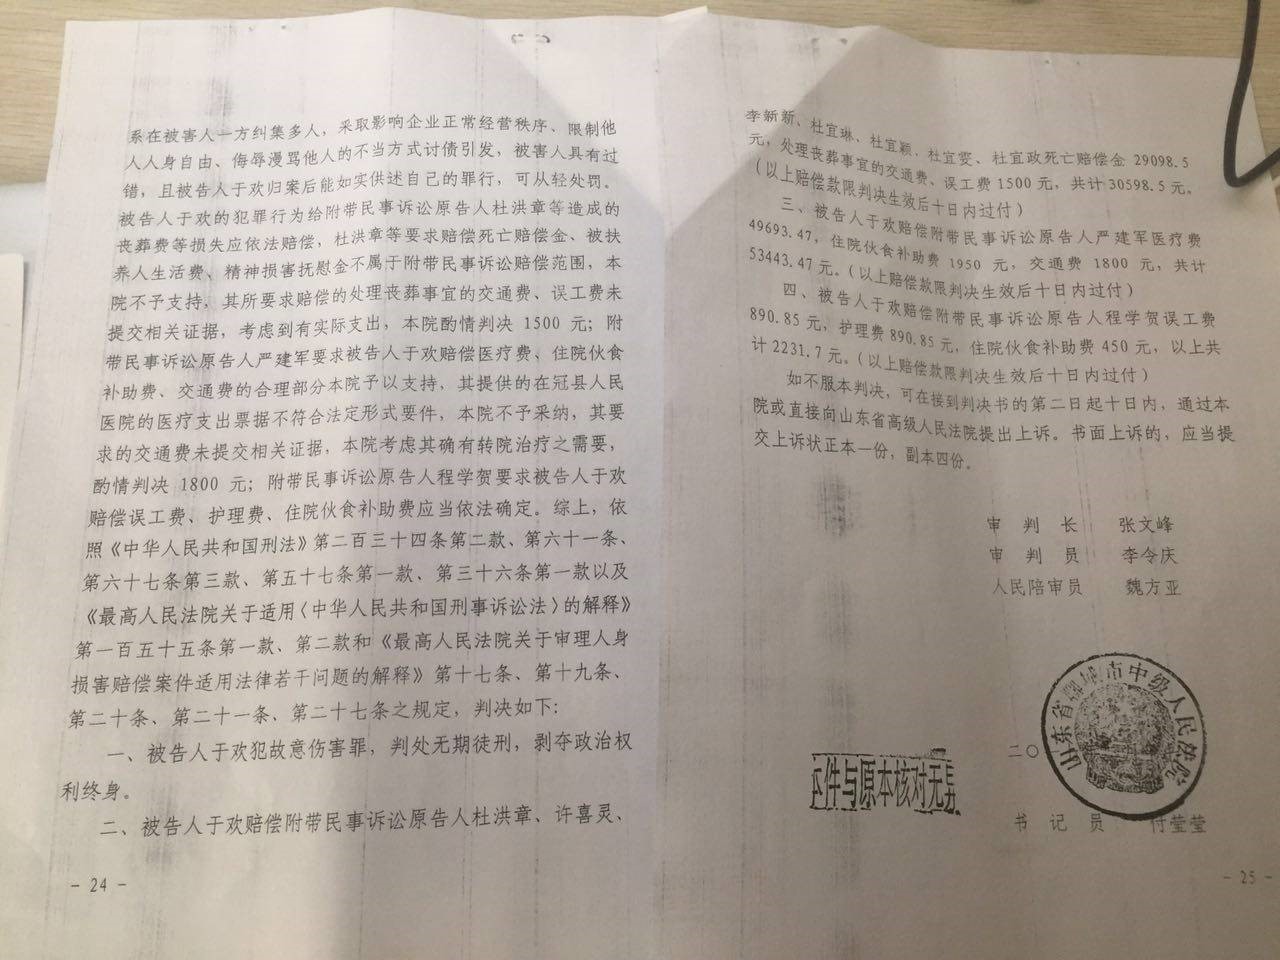 系在被害人一方纠集多人，采取影响企业正常经营秩序、限制他
人人身自由、侮辱漫骂他人的不当方式讨债引发，被害人具有过
错，且被告人于欢归案后能如实供述自己的罪行，可从轻处罚。
被告人于欢的犯罪行为给附带民事诉讼原告人杜洪章等造成的
丧葬费等损失应依法赔偿，杜洪章等要求赔偿死亡赔偿金、被扶
养人生活费、精神损害抚慰金不属于附带民事诉讼赔偿范围，本
院不予支持，其所要求赔偿的处理丧葬事宜的交通费、误工费未
提交相关证据，考虑到有实际支出，本院酌情判决 1500 元；附
带民事诉讼原告人严建军要求被告人于欢赔偿医疗费、住院伙食
补助费、交通费的合理部分本院予以支持，其提供的在冠县人民
医院的医疗支出票据不符合法定形式要件，本院不予采纳，其要
求的交通费未提交相关证据，本院考虑其确有转院治疗之需要，
酌情判决 1800 元；附带民事诉讼原告人程学贺要求被告人于欢
赔偿误工费、护理费、住院伙食补助费应当依法确定。综上，依
照《中华人民共和国刑法》第二百三十四条第二款、第六十一条、
第六十七条第三款、第五十七条第一款、第三十六条第一款以及
《最高人民法院关于适用〈中华人民共和国刑事诉讼法〉的解释》
第一百五十五条第一款、第二款和《最高人民法院关于审理人身
损害赔偿案件适用法律若干问题的解释》第十七条、第十九条、
第二十条、第二十一条、第二十七条之规定，判决如下：
一、被告人于欢犯故意伤害罪，判处无期徒刑，剥夺政治权
利终身。
二、被告人于欢赔偿附带民事诉讼原告人杜洪章、许喜灵、
- 24 -
李新新、杜宜琳、杜宜颖、杜宜雯、杜宜政死亡赔偿金 29098.5
元，处理丧葬事宜的交通费、误工费 1500 元，共计 30598.5 元。
（以上赔偿款限判决生效后十日内过付）
三、被告人于欢赔偿附带民事诉讼原告人严建军医疗费
49693.47，住院伙食补助费 1950 元，交通费 1800 元，共计
53443.47 元。（以上赔偿款限判决生效后十日内过付）
四、被告人于欢赔偿附带民事诉讼原告人程学贺误工费
890.85 元，护理费 890.85 元，住院伙食补助费 450 元，以上共
计 2231.7 元。（以上赔偿款限判决生效后十日内过付）
如不服本判决，可在接到判决书的第二日起十日内，通过本
院或直接向山东省高级人民法院提出上诉。书面上诉的，应当提
交上诉状正本一份，副本四份。
审 判 长 张文峰
审 判 员 李令庆
人民陪审员 魏方亚
山东省聊城市中级人民法院
二〇
本件与原本核对无异
书 记 员 付莹莹
- 25 -